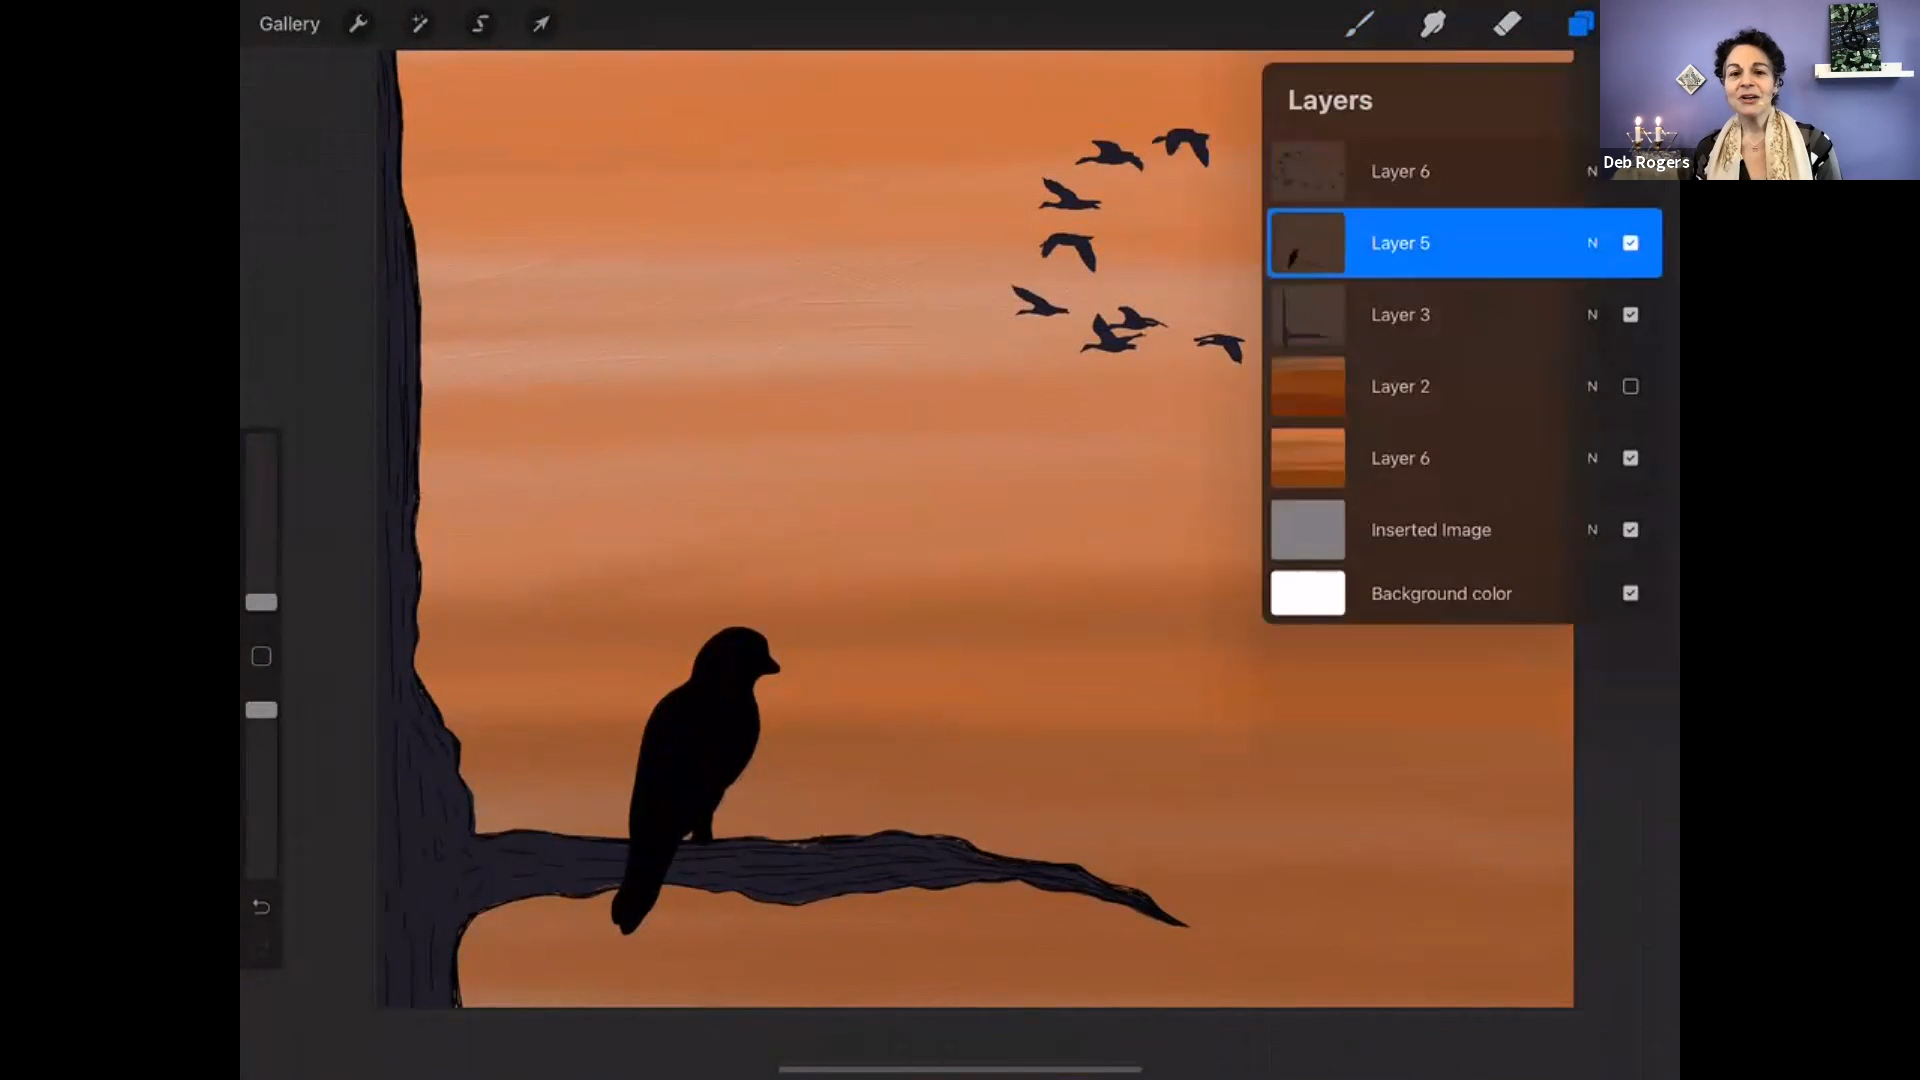 Gallery
Layers
Layer 6 N
Deb Rogers
Layer 5 N
Layer 3 N
Layer 2 N
Layer 6 N
Inserted Image N
Background color